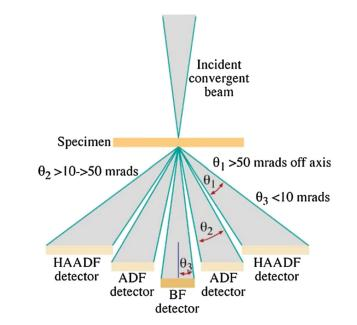 Incident
convergent
beam
Specimen
θ1 >50 mrads off axis
θ2 >10->50 mrads
θ1
θ3 <10 mrads
θ2
θ3
HAADF
detector
ADF
detector
BF
detector
ADF
detector
HAADF
detector